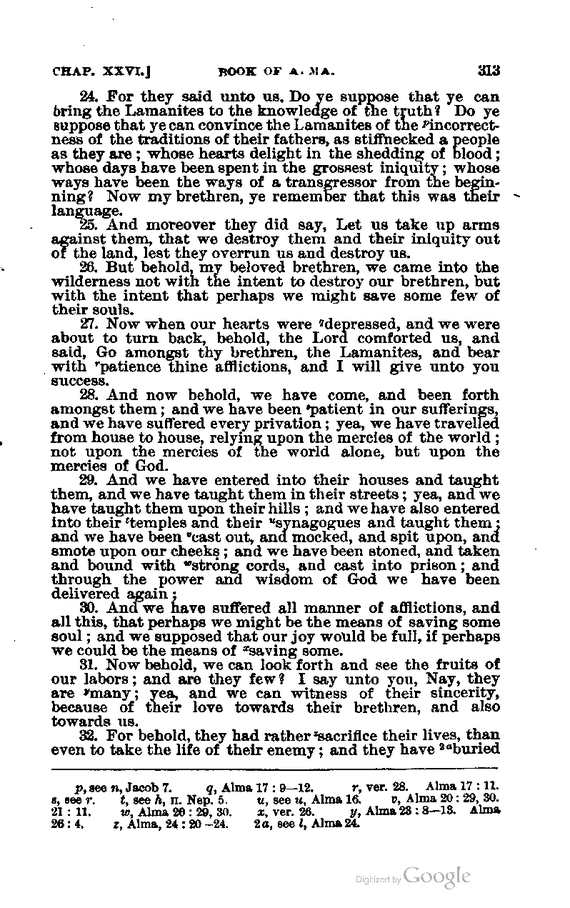 CHAP. XXVI.] BOOK OF A. MA. 313
24. For they said unto us, Do ye suppose that ye can
bring the Lamanites to the knowledge of the truth? Do ye
suppose that ye can convince the Lamanites of the ᵖincorrect-
ness of the traditions of their fathers, as stiffnecked a people
as they are; whose hearts delight in the shedding of blood;
whose days have been spent in the grossest iniquity; whose
ways have been the ways of a transgressor from the begin-
ning? Now my brethren, ye remember that this was their
language.
25. And moreover they did say, Let us take up arms
against them, that we destroy them and their iniquity out
of the land, lest they overrun us and destroy us.
26. But behold, my beloved brethren, we came into the
wilderness not with the intent to destroy our brethren, but
with the intent that perhaps we might save some few of
their souls.
27. Now when our hearts were ᵠdepressed, and we were
about to turn back, behold, the Lord comforted us, and
said, Go amongst thy brethren, the Lamanites, and bear
with ʳpatience thine afflictions, and I will give unto you
success.
28. And now behold, we have come, and been forth
amongst them; and we have been ˢpatient in our sufferings,
and we have suffered every privation; yea, we have travelled
from house to house, relying upon the mercies of the world;
not upon the mercies of the world alone, but upon the
mercies of God.
29. And we have entered into their houses and taught
them, and we have taught them in their streets; yea, and we
have taught them upon their hills; and we have also entered
into their ᵗtemples and their ᵘsynagogues and taught them;
and we have been ᵛcast out, and mocked, and spit upon, and
smote upon our cheeks; and we have been stoned, and taken
and bound with ʷstrong cords, and cast into prison; and
through the power and wisdom of God we have been
delivered again;
30. And we have suffered all manner of afflictions, and
all this, that perhaps we might be the means of saving some
soul; and we supposed that our joy would be full, if perhaps
we could be the means of ˣsaving some.
31. Now behold, we can look forth and see the fruits of
our labors; and are they few? I say unto you, Nay, they
are ʸmany; yea, and we can witness of their sincerity,
because of their love towards their brethren, and also
towards us.
32. For behold, they had rather ᶻsacrifice their lives, than
even to take the life of their enemy; and they have ²ᵃburied
p, see n, Jacob 7. q, Alma 17 : 9—12. r, ver. 28. Alma 17 : 11.
s, see r. t, see h, II. Nep. 5. u, see u, Alma 16. v, Alma 20 : 29, 30.
21 : 11. w, Alma 20 : 29, 30. x, ver. 26. y, Alma 23 : 8—13. Alma
26 : 4. z, Alma, 24 : 20—24. 2a, see l, Alma 24.
Digitized by Google